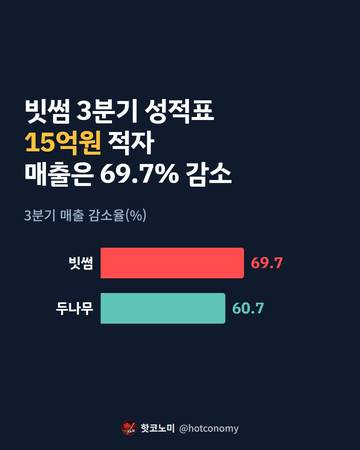 빗썸 3분기 성적표
15억원 적자
매출은 69.7% 감소
3분기 매출 감소율(%)
빗썸 69.7
두나무 60.7
핫코노미 @hotconomy